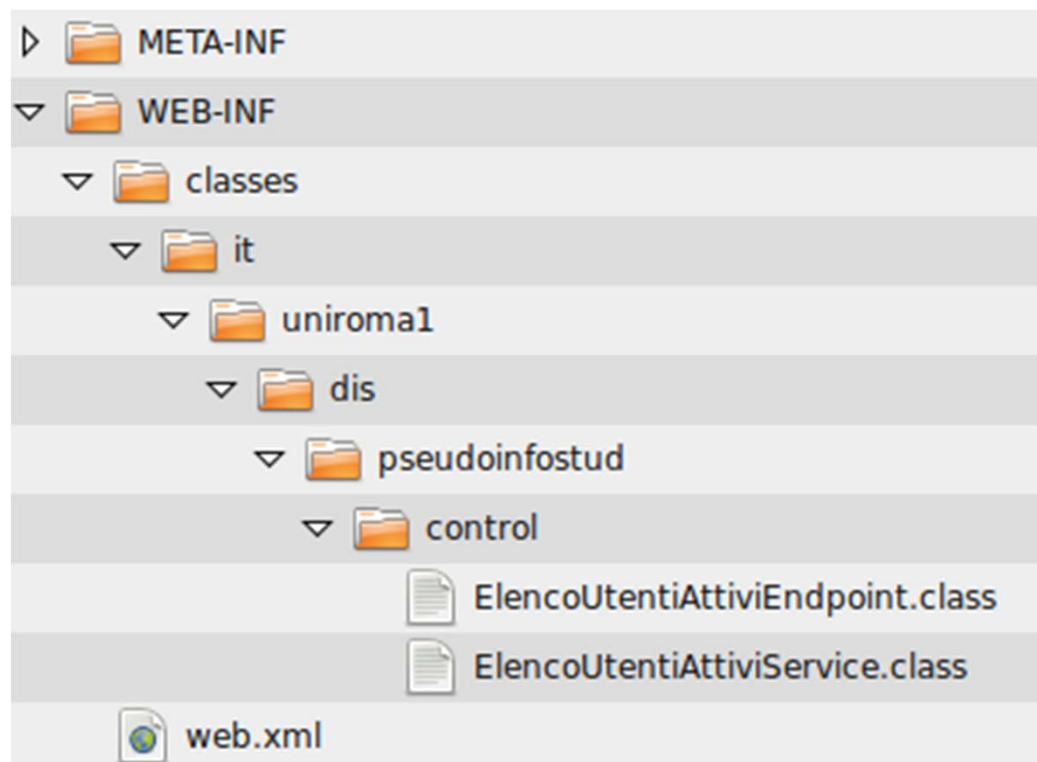 META-INF
WEB-INF
classes
it
uniroma1
dis
pseudoinfostud
control
ElencoUtentiAttiviEndpoint.class
ElencoUtentiAttiviService.class
web.xml